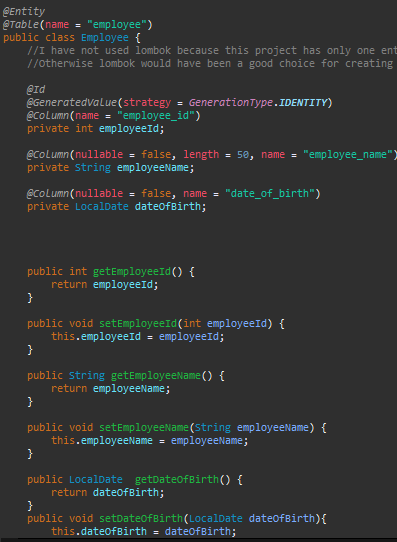 @Entity
@Table(name = "employee")
public class Employee {
//I have not used lombok because this project has only one ent
//Otherwise lombok would have been a good choice for creating
@Id
@GeneratedValue(strategy = GenerationType.IDENTITY)
@Column(name = "employee_id")
private int employeeId;
@Column(nullable = false, length = 50, name = "employee_name")
private String employeeName;
@Column(nullable = false, name = "date_of_birth")
private LocalDate dateOfBirth;
public int getEmployeeId() {
return employeeId;
}
public void setEmployeeId(int employeeId) {
this.employeeId = employeeId;
}
public String getEmployeeName() {
return employeeName;
}
public void setEmployeeName(String employeeName) {
this.employeeName = employeeName;
}
public LocalDate  getDateOfBirth() {
return dateOfBirth;
}
public void setDateOfBirth(LocalDate dateOfBirth){
this.dateOfBirth = dateOfBirth;